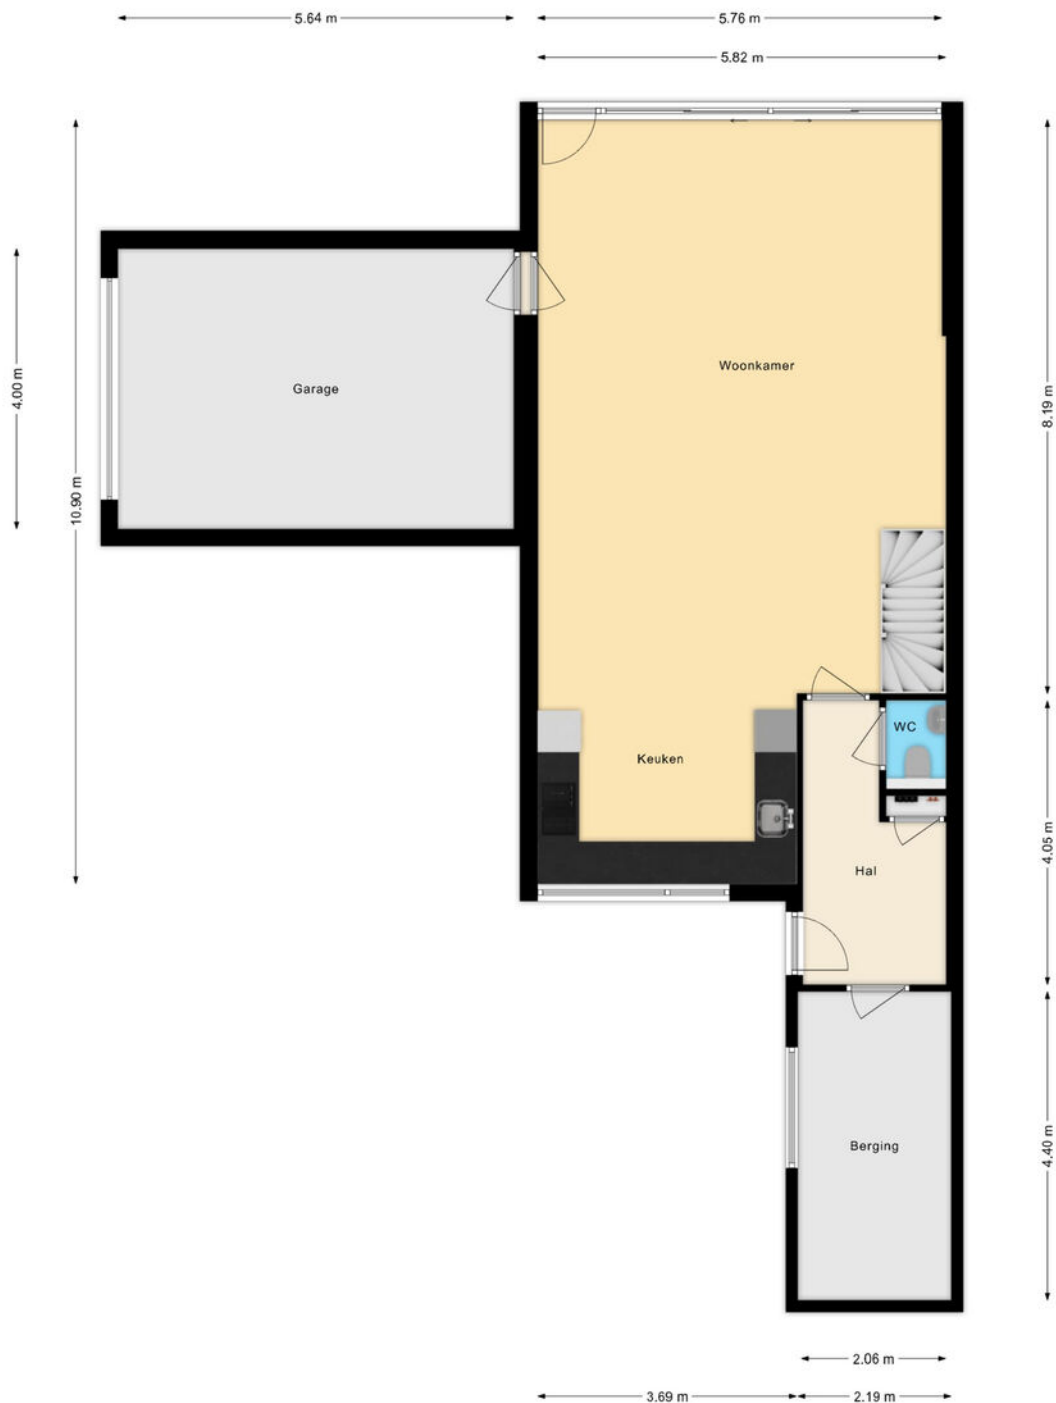 5.64 m
5.76 m
5.82 m
Woonkamer
Garage
4.00 m
8.19 m
10.90 m
WC
Keuken
4.05 m
Hal
Berging
4.40 m
2.06 m
3.69 m
2.19 m